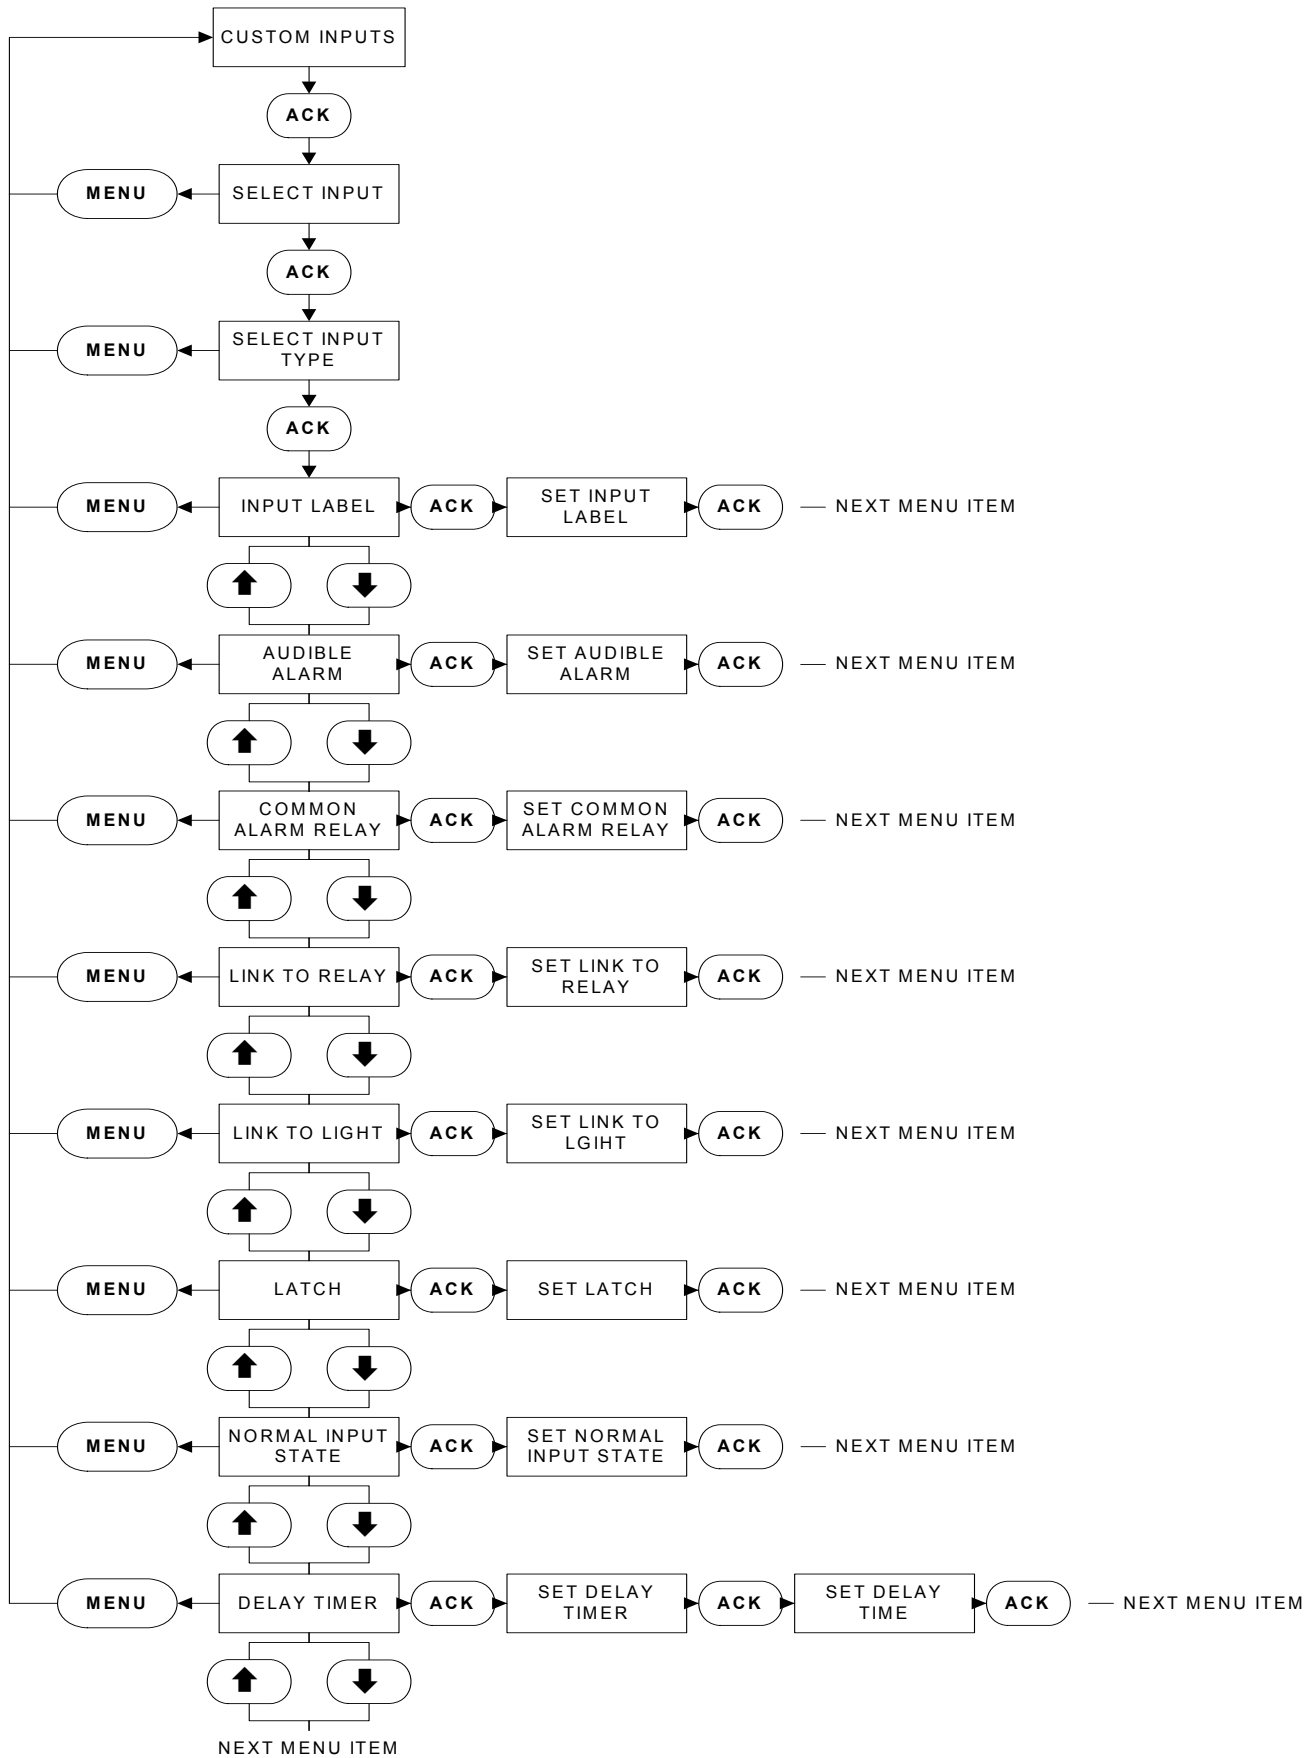 CUSTOM INPUTS
ACK
MENU
SELECT INPUT
ACK
MENU
SELECT INPUT
TYPE
ACK
MENU
INPUT LABEL
ACK
SET INPUT
LABEL
ACK
NEXT MENU ITEM
MENU
AUDIBLE
ALARM
ACK
SET AUDIBLE
ALARM
ACK
NEXT MENU ITEM
MENU
COMMON
ALARM RELAY
ACK
SET COMMON
ALARM RELAY
ACK
NEXT MENU ITEM
MENU
LINK TO RELAY
ACK
SET LINK TO
RELAY
ACK
NEXT MENU ITEM
MENU
LINK TO LIGHT
ACK
SET LINK TO
LGIHT
ACK
NEXT MENU ITEM
MENU
LATCH
ACK
SET LATCH
ACK
NEXT MENU ITEM
MENU
NORMAL INPUT
STATE
ACK
SET NORMAL
INPUT STATE
ACK
NEXT MENU ITEM
MENU
DELAY TIMER
ACK
SET DELAY
TIMER
ACK
SET DELAY
TIME
ACK
NEXT MENU ITEM
NEXT MENU ITEM